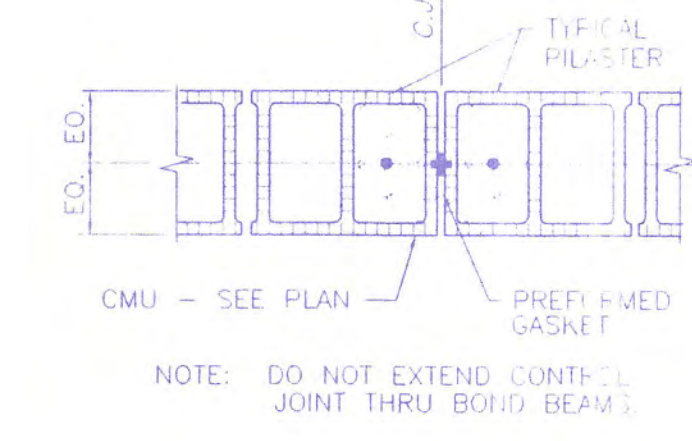 C.J
TYPICAL
PILASTER
EQ.
EQ.
CMU - SEE PLAN
PREFORMED
GASKET
NOTE: DO NOT EXTEND CONTROL
JOINT THRU BOND BEAMS.